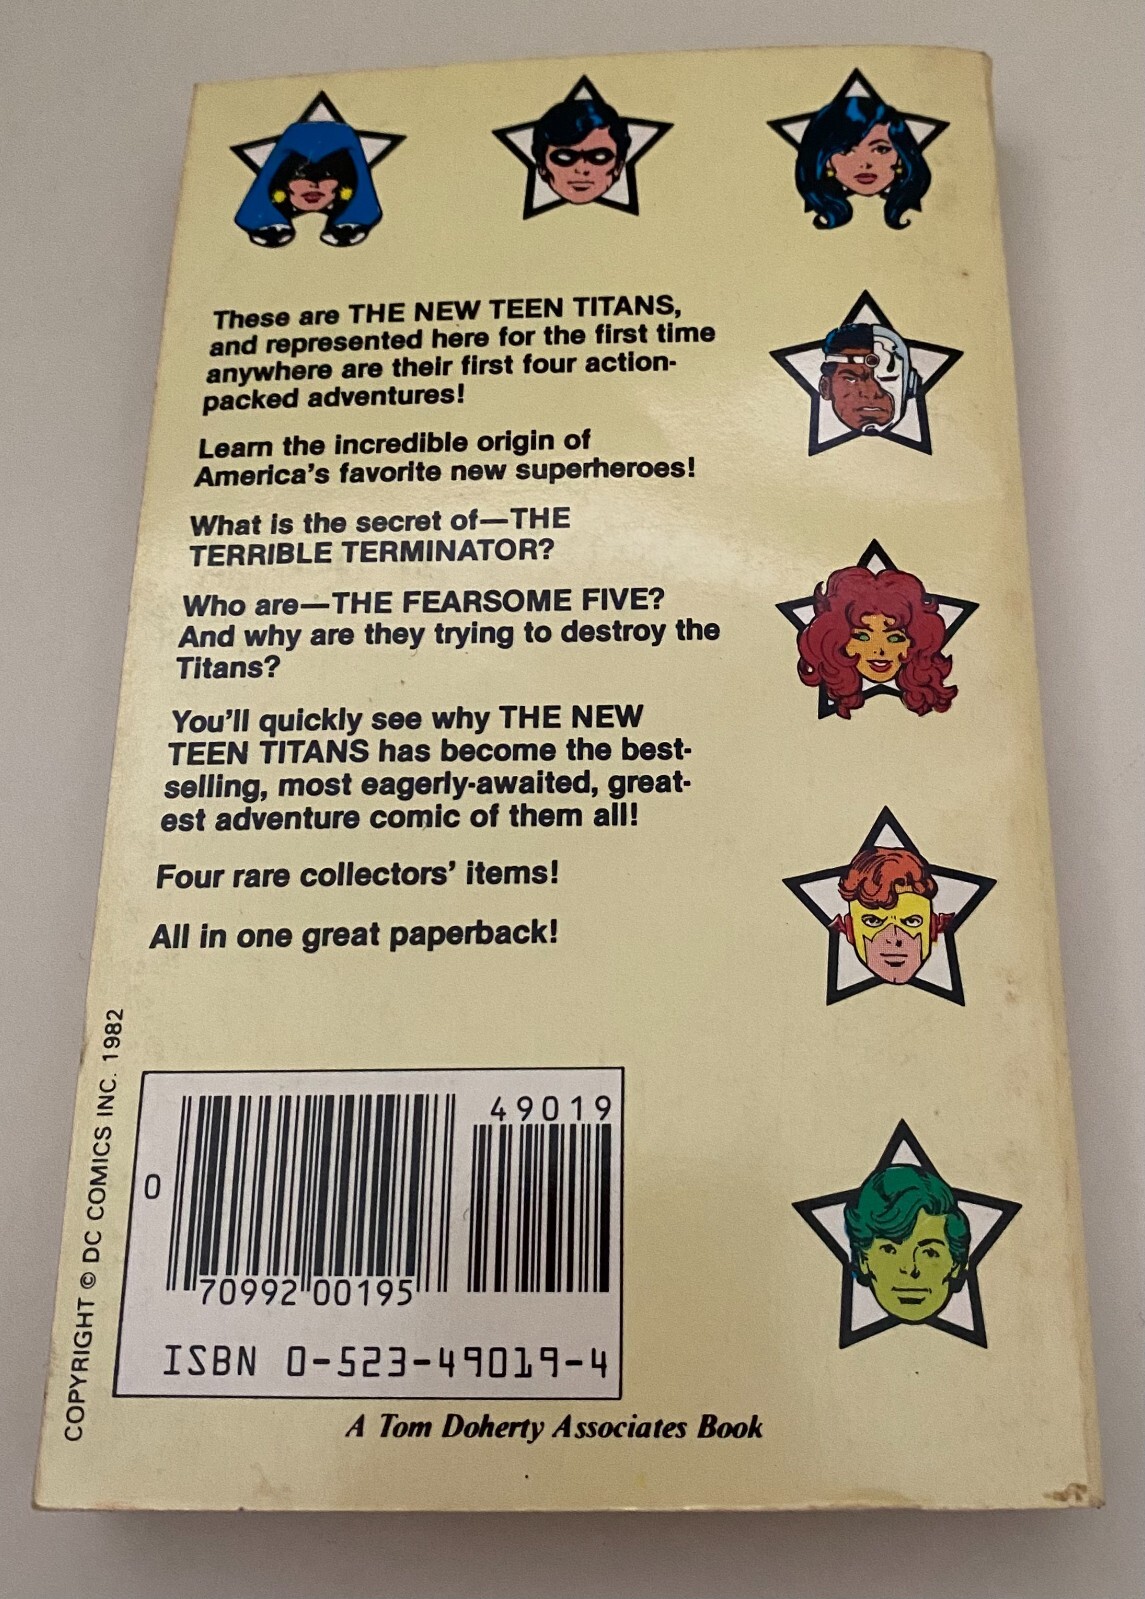 These are THE NEW TEEN TITANS,
and represented here for the first time
anywhere are their first four action-
packed adventures!
Learn the incredible origin of
America's favorite new superheroes!
What is the secret of—THE
TERRIBLE TERMINATOR?
Who are—THE FEARSOME FIVE?
And why are they trying to destroy the
Titans?
You'll quickly see why THE NEW
TEEN TITANS has become the best-
selling, most eagerly-awaited, great-
est adventure comic of them all!
Four rare collectors' items!
All in one great paperback!
COPYRIGHT © DC COMICS INC. 1982
49019
0
70992 00195
ISBN 0-523-49019-4
A Tom Doherty Associates Book